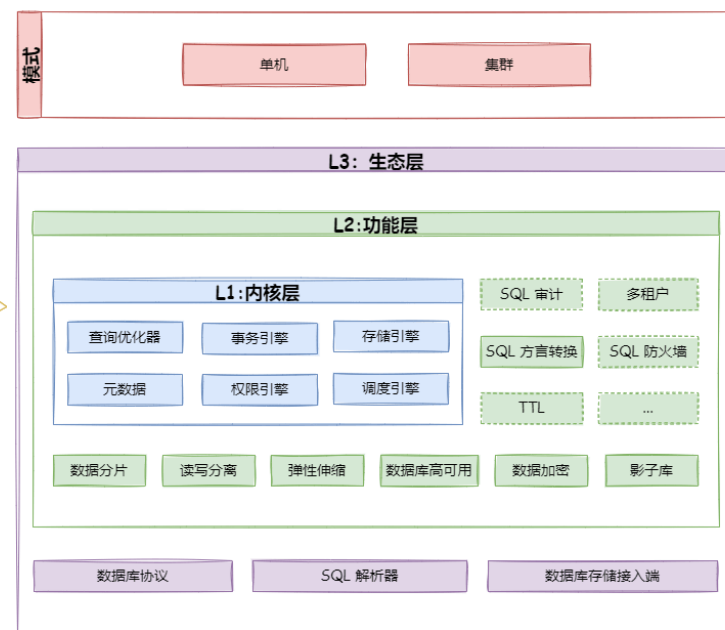 模式
单机
集群
L3: 生态层
L2:功能层
L1:内核层
SQL 审计
多租户
查询优化器
事务引擎
存储引擎
SQL 方言转换
SQL 防火墙
元数据
权限引擎
调度引擎
TTL
...
数据分片
读写分离
弹性伸缩
数据库高可用
数据加密
影子库
数据库协议
SQL 解析器
数据库存储接入端